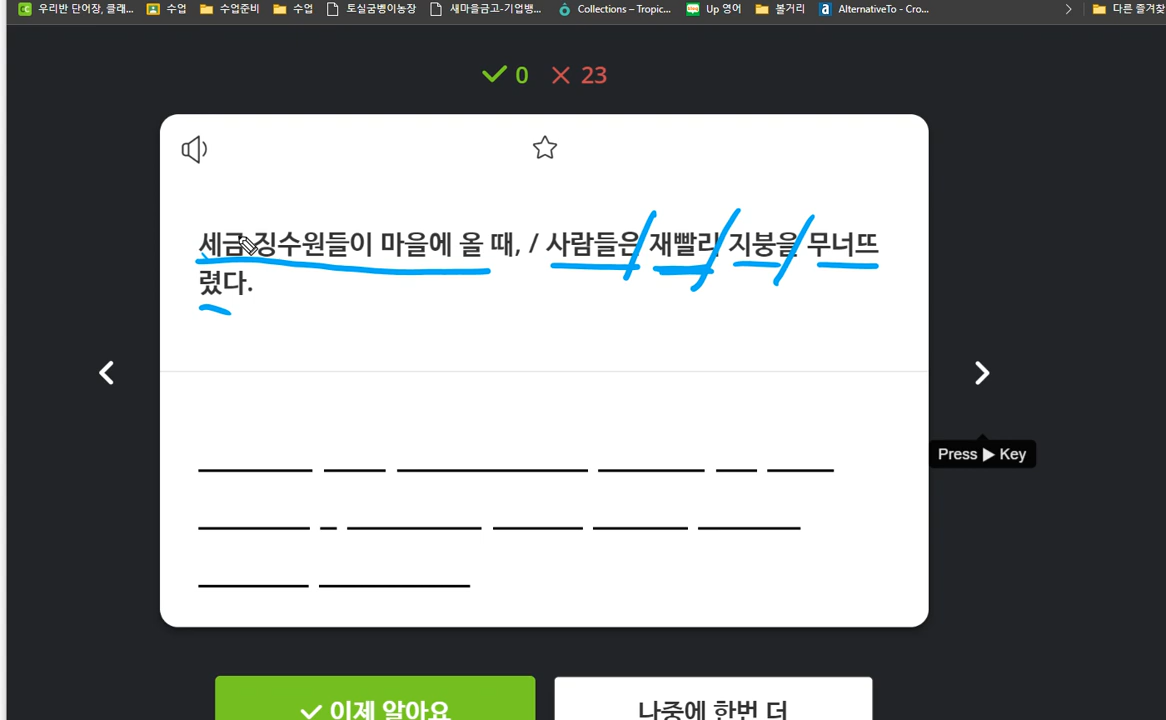 우리반 단어장, 클래... 수업 수업준비 수업 토실굼벵이농장 새마을금고-기업뱅... Collections – Tropic... Up 영어 볼거리 AlternativeTo - Cro... 다른 즐겨찾
0 23
세금 징수원들이 마을에 올 때, / 사람들은 재빨리 지붕을 무너뜨
렸다.
Press ▶ Key
이제 알아요 나중에 한번 더